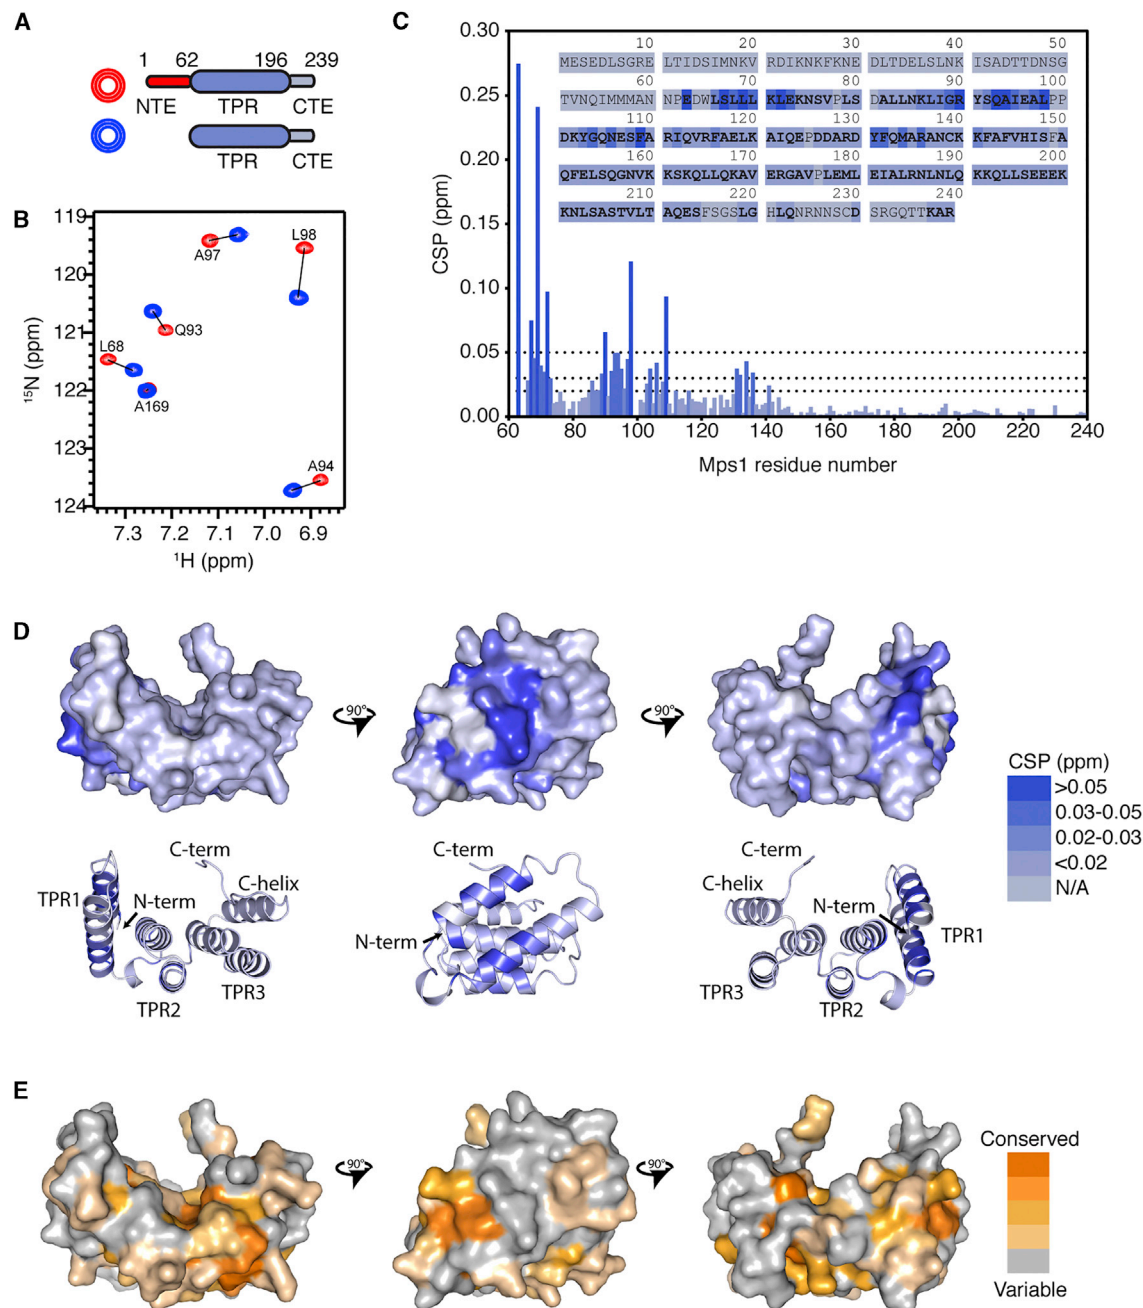 A
1 62 196 239
NTE TPR CTE
TPR CTE
B
119
120
121
122
123
124
15N (ppm)
7.3 7.2 7.1 7.0 6.9
1H (ppm)
A97
L98
Q93
L68
A169
A94
C
0.30
0.25
0.20
0.15
0.10
0.05
0.00
CSP (ppm)
60 80 100 120 140 160 180 200 220 240
Mps1 residue number
10 20 30 40 50
MESEDLSGRE LTIDSIMNKV RDIKNKFKNE DLTDELSLNK ISADTTDNSG
60 70 80 90 100
TVNQIMMMAN NPEDWLSLLL KLEKNSVPLS DALLNKLIGR YSQAIEALPP
110 120 130 140 150
DKYGQNESFA RIQVRFAELK AIQEPDDARD YFQMARANCK KFAFVHISFA
160 170 180 190 200
QFELSQGNVK KSKQLLQKAV ERGAVPLEML EIALRNLNLQ KKQLLSEEEK
210 220 230 240
KNLSASTVLT AQESFSGSLG HLQNRNNSCD SRGQTTKAR
D
90° 90°
CSP (ppm)
>0.05
0.03-0.05
0.02-0.03
<0.02
N/A
C-term
C-helix
TPR1
N-term
TPR2
TPR3
C-term
N-term
C-term
C-helix
N-term
TPR1
TPR3
TPR2
E
90° 90°
Conserved
Variable